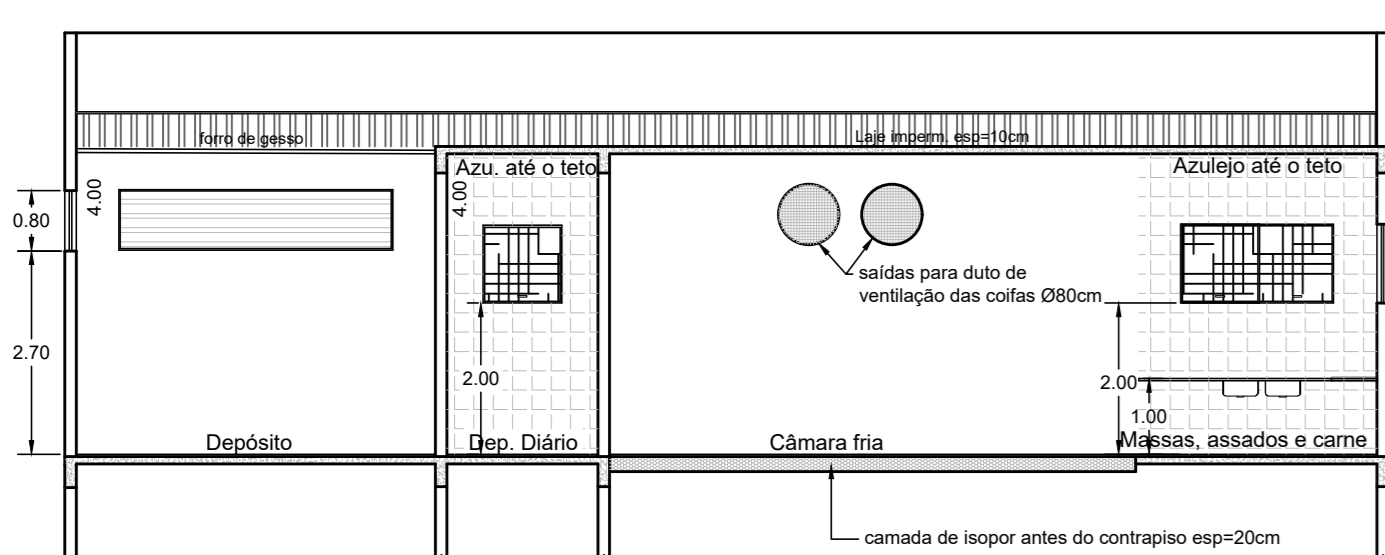 forro de gesso
Laje imperm. esp=10cm
Azu. até o teto
Azulejo até o teto
4.00
4.00
0.80
saídas para duto de
ventilação das coifas Ø80cm
2.70
2.00
2.00
1.00
Depósito
Dep. Diário
Câmara fria
Massas, assados e carne
camada de isopor antes do contrapiso esp=20cm